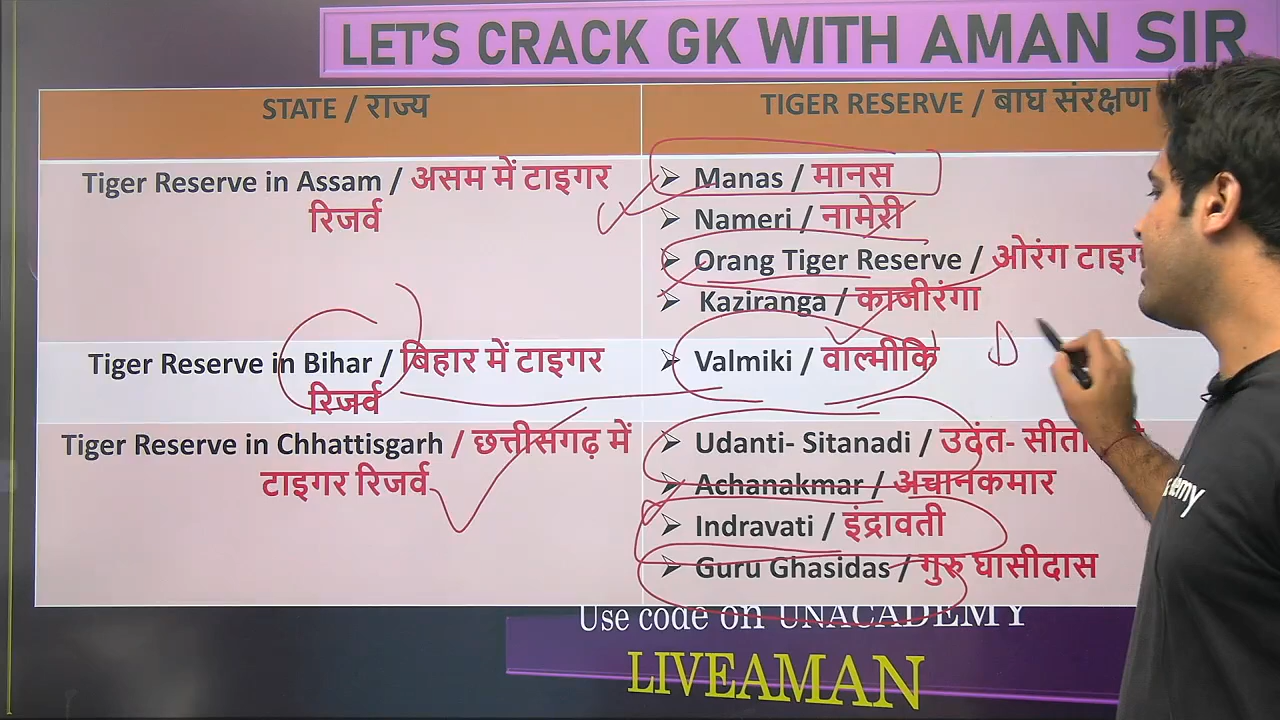 LET'S CRACK GK WITH AMAN SIR
STATE / राज्य
TIGER RESERVE / बाघ संरक्षण
Tiger Reserve in Assam / असम में टाइगर
रिजर्व
➢ Manas / मानस
➢ Nameri / नामेरी
➢ Orang Tiger Reserve / ओरंग टाइग
➢ Kaziranga / काजीरंगा
Tiger Reserve in Bihar / बिहार में टाइगर
रिजर्व
➢ Valmiki / वाल्मीकि
D
Tiger Reserve in Chhattisgarh / छत्तीसगढ़ में
टाइगर रिजर्व
➢ Udanti- Sitanadi / उदंत- सीता
➢ Achanakmar / अचानकमार
➢ Indravati / इंद्रावती
➢ Guru Ghasidas / गुरु घासीदास
Use code on UNACADEMY
LIVEAMAN
demy